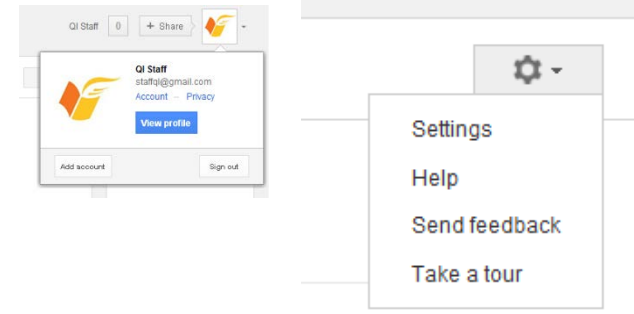 QI Staff 0 + Share
QI Staff
staffqi@gmail.com
Account – Privacy
View profile
Add account Sign out
Settings
Help
Send feedback
Take a tour